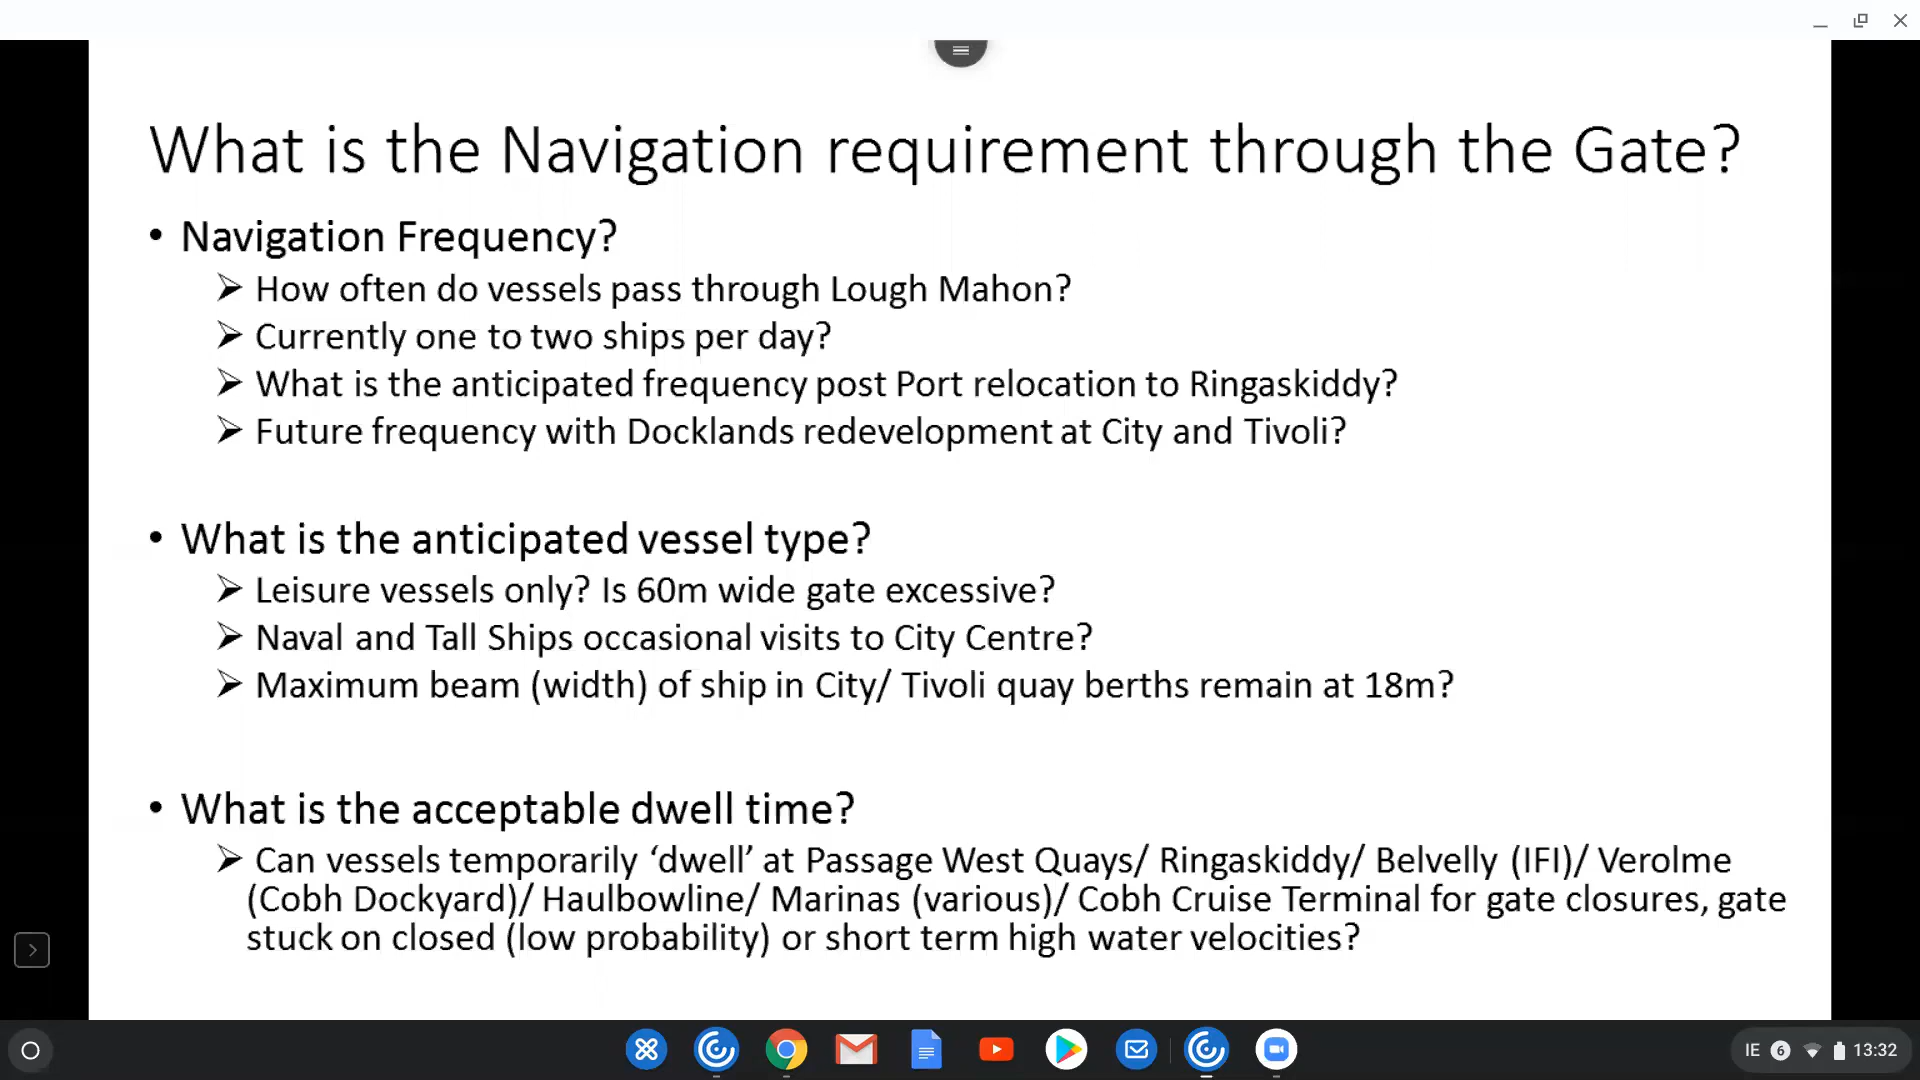 What is the Navigation requirement through the Gate?
• Navigation Frequency?
➢ How often do vessels pass through Lough Mahon?
➢ Currently one to two ships per day?
➢ What is the anticipated frequency post Port relocation to Ringaskiddy?
➢ Future frequency with Docklands redevelopment at City and Tivoli?
• What is the anticipated vessel type?
➢ Leisure vessels only? Is 60m wide gate excessive?
➢ Naval and Tall Ships occasional visits to City Centre?
➢ Maximum beam (width) of ship in City/ Tivoli quay berths remain at 18m?
• What is the acceptable dwell time?
➢ Can vessels temporarily ‘dwell’ at Passage West Quays/ Ringaskiddy/ Belvelly (IFI)/ Verolme
(Cobh Dockyard)/ Haulbowline/ Marinas (various)/ Cobh Cruise Terminal for gate closures, gate
stuck on closed (low probability) or short term high water velocities?
IE 6 13:32